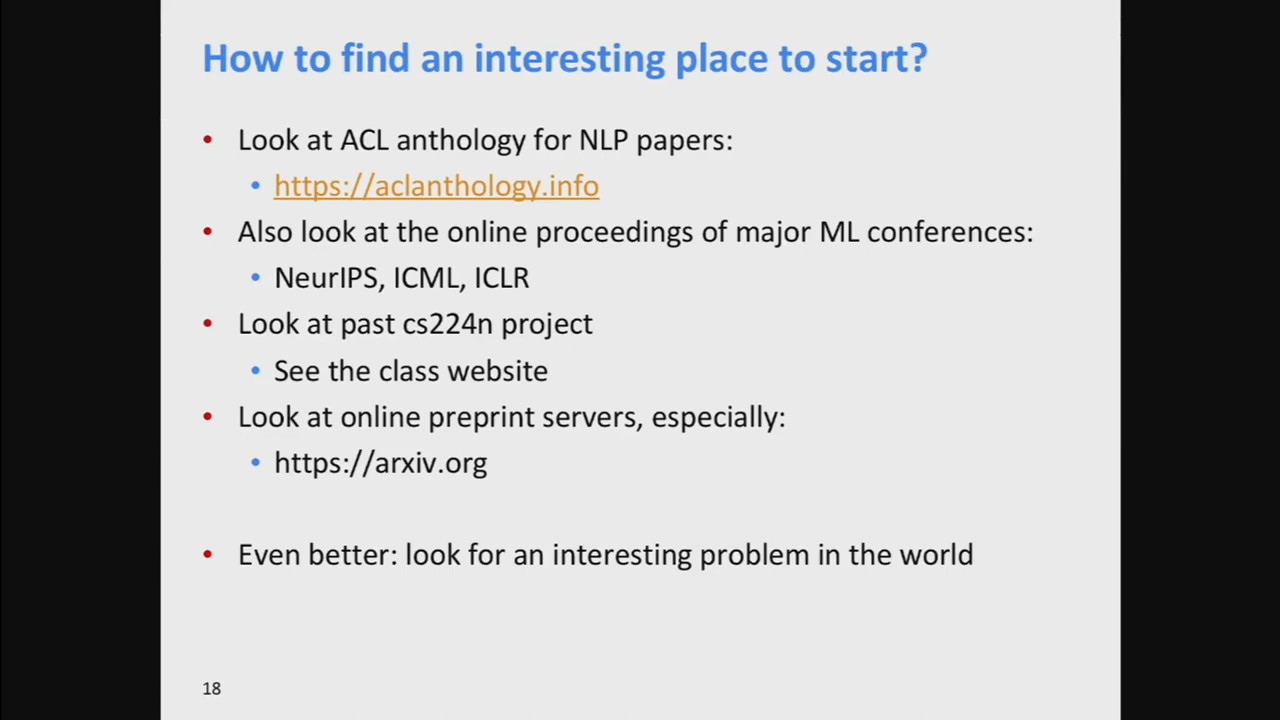 How to find an interesting place to start?
• Look at ACL anthology for NLP papers:
• https://aclanthology.info
• Also look at the online proceedings of major ML conferences:
• NeurIPS, ICML, ICLR
• Look at past cs224n project
• See the class website
• Look at online preprint servers, especially:
• https://arxiv.org
• Even better: look for an interesting problem in the world
18